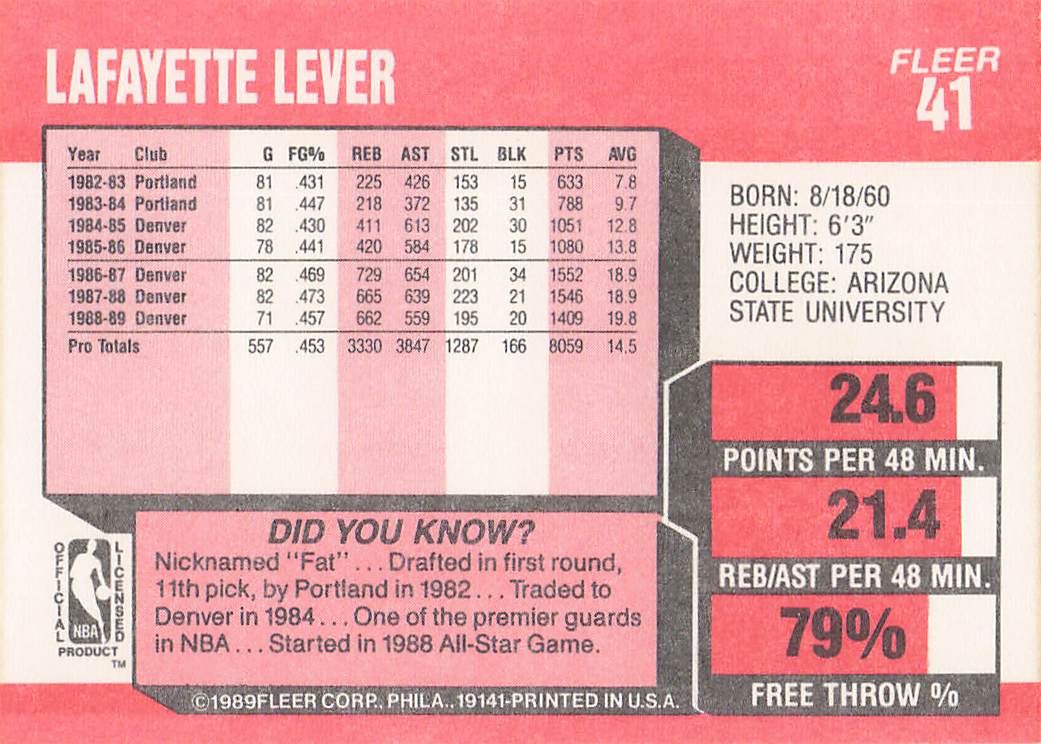 LAFAYETTE LEVER
FLEER
41
Year Club G FG% REB AST STL BLK PTS AVG
1982-83 Portland 81 .431 225 426 153 15 633 7.8
1983-84 Portland 81 .447 218 372 135 31 788 9.7
1984-85 Denver 82 .430 411 613 202 30 1051 12.8
1985-86 Denver 78 .441 420 584 178 15 1080 13.8
1986-87 Denver 82 .469 729 654 201 34 1552 18.9
1987-88 Denver 82 .473 665 639 223 21 1546 18.9
1988-89 Denver 71 .457 662 559 195 20 1409 19.8
Pro Totals 557 .453 3330 3847 1287 166 8059 14.5
BORN: 8/18/60
HEIGHT: 6'3"
WEIGHT: 175
COLLEGE: ARIZONA
STATE UNIVERSITY
24.6
POINTS PER 48 MIN.
21.4
REB/AST PER 48 MIN.
79%
FREE THROW %
DID YOU KNOW?
Nicknamed "Fat" ... Drafted in first round,
11th pick, by Portland in 1982 ... Traded to
Denver in 1984 ... One of the premier guards
in NBA ... Started in 1988 All-Star Game.
OFFICIAL
LICENSED
NBA
PRODUCT
TM
©1989FLEER CORP., PHILA., 19141-PRINTED IN U.S.A.